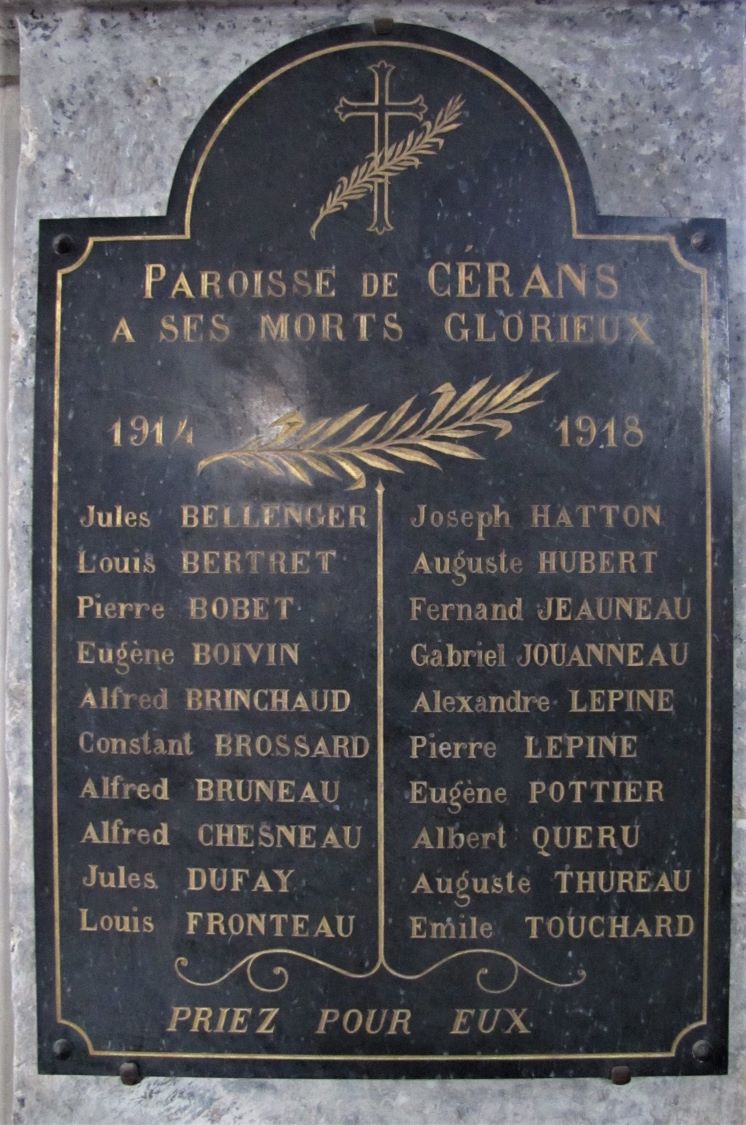 PAROISSE DE CÉRANS
A SES MORTS GLORIEUX
1914 1918
Jules BELLENGER
Louis BERTRET
Pierre BOBET
Eugène BOIVIN
Alfred BRINCHAUD
Constant BROSSARD
Alfred BRUNEAU
Alfred CHESNEAU
Jules DUFAY
Louis FRONTEAU
Joseph HATTON
Auguste HUBERT
Fernand JEAUNEAU
Gabriel JOUANNEAU
Alexandre LEPINE
Pierre LEPINE
Eugène POTTIER
Albert QUERU
Auguste THUREAU
Emile TOUCHARD
PRIEZ POUR EUX